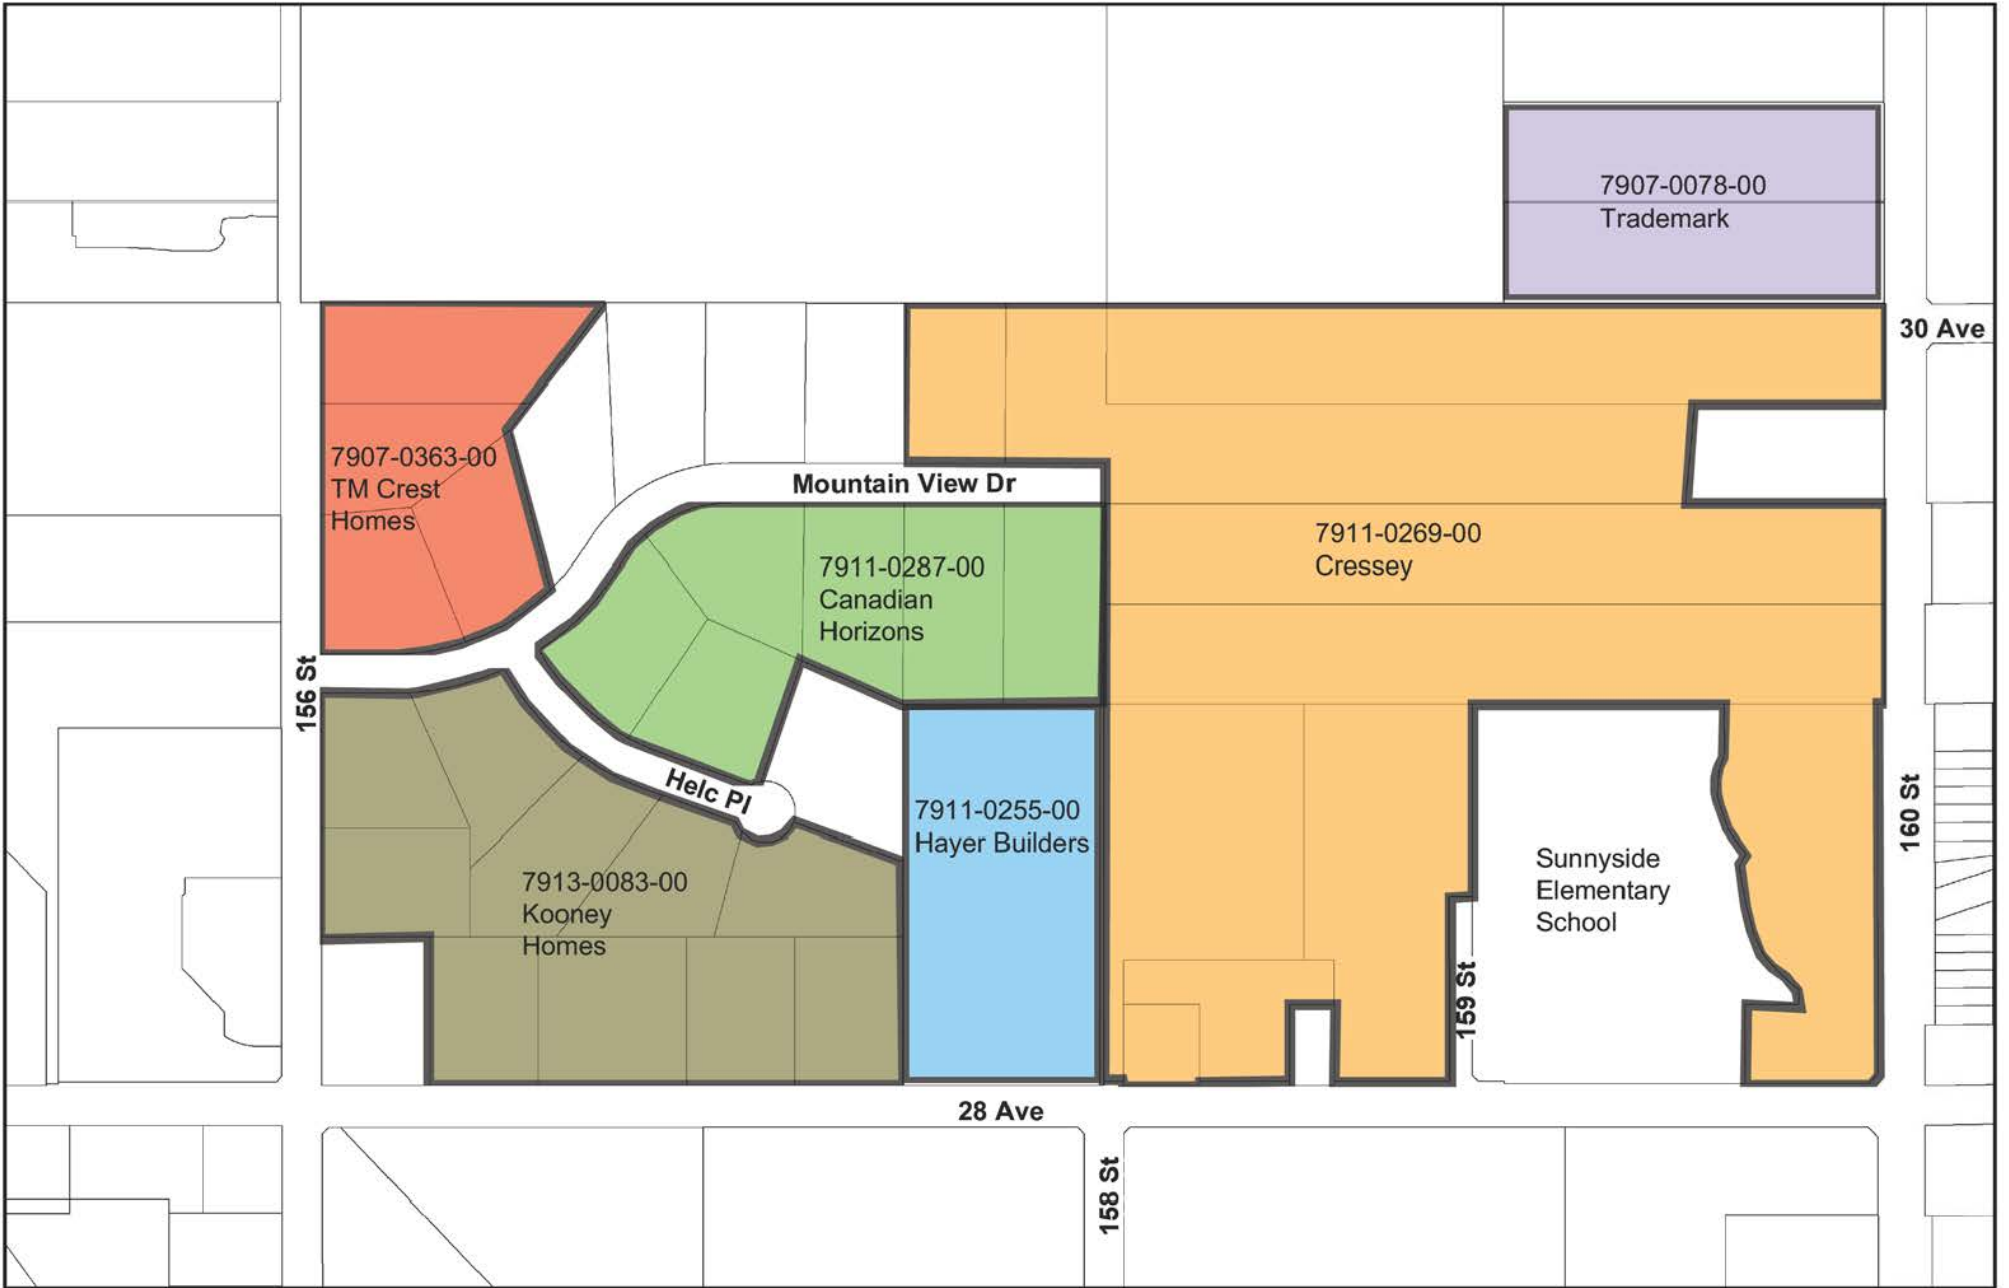 7907-0078-00
Trademark
30 Ave
7907-0363-00
TM Crest
Homes
Mountain View Dr
7911-0269-00
Cressey
7911-0287-00
Canadian
Horizons
156 St
Helc Pl
7911-0255-00
Hayer Builders
160 St
Sunnyside
Elementary
School
7913-0083-00
Kooney
Homes
159 St
28 Ave
158 St